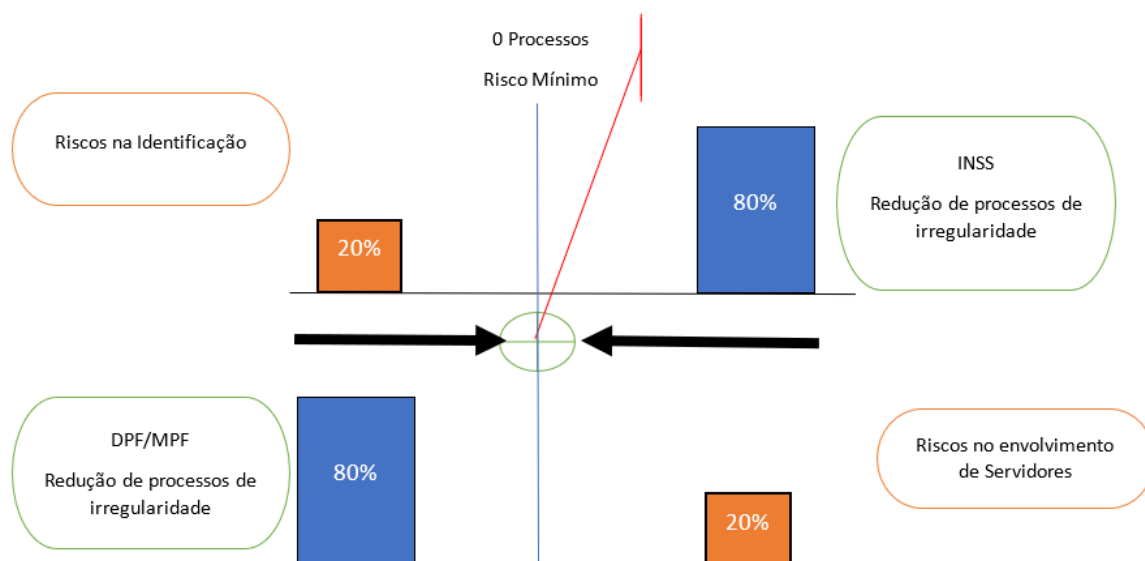 0 Processos
Risco Mínimo
Riscos na Identificação
20%
80%
INSS
Redução de processos de
irregularidade
DPF/MPF
Redução de processos de
irregularidade
80%
20%
Riscos no envolvimento
de Servidores